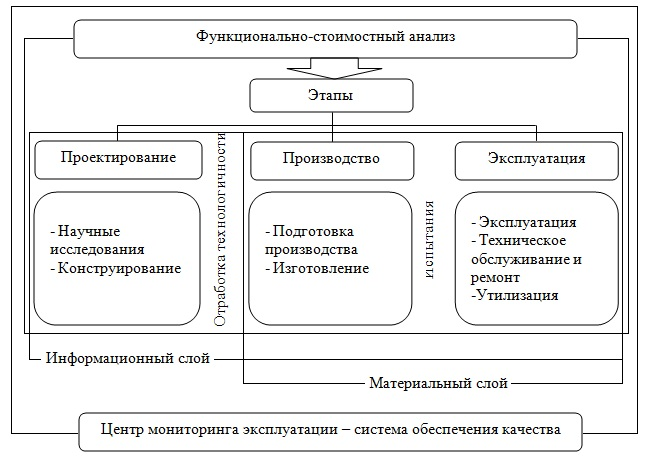 Функционально-стоимостный анализ
Этапы
Проектирование
Отработка технологичности
Производство
Эксплуатация
- Научные
исследования
- Конструирование
- Подготовка
производства
- Изготовление
Испытания
- Эксплуатация
- Техническое
обслуживание и
ремонт
-Утилизация
Информационный слой
Материальный слой
Центр мониторинга эксплуатации – система обеспечения качества